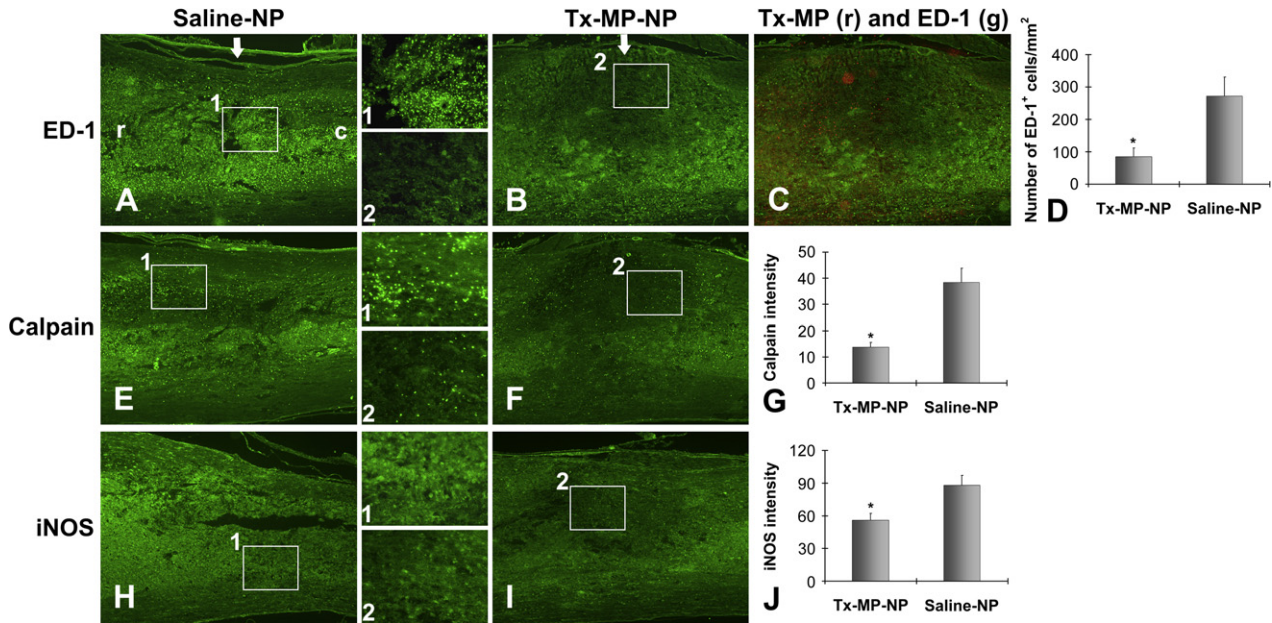 Saline-NP
Tx-MP-NP
Tx-MP (r) and ED-1 (g)
ED-1
1
r
c
A
1
2
2
B
C
Number of ED-1⁺ cells/mm²
400
300
200
100
0
*
Tx-MP-NP
Saline-NP
D
Calpain
1
E
1
2
2
F
Calpain intensity
50
40
30
20
10
0
*
Tx-MP-NP
Saline-NP
G
iNOS
1
H
1
2
2
I
iNOS intensity
120
90
60
30
0
*
Tx-MP-NP
Saline-NP
J